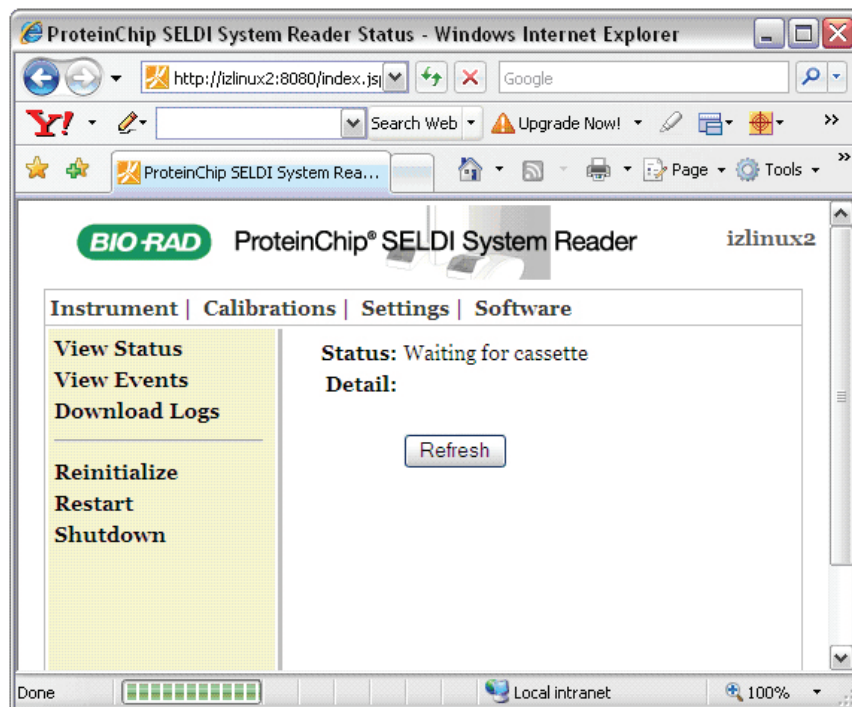 ProteinChip SELDI System Reader Status - Windows Internet Explorer
http://izlinux2:8080/index.jsp Google
Y! Search Web Upgrade Now! »
ProteinChip SELDI System Rea... Page Tools »
BIO-RAD ProteinChip® SELDI System Reader izlinux2
Instrument | Calibrations | Settings | Software
View Status
View Events
Download Logs
Reinitialize
Restart
Shutdown
Status: Waiting for cassette
Detail:
Refresh
Done Local intranet 100%